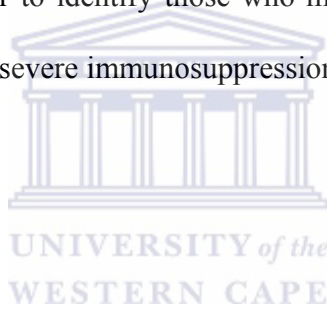 to identify those who
severe immunosuppression
UNIVERSITY of the
WESTERN CAPE